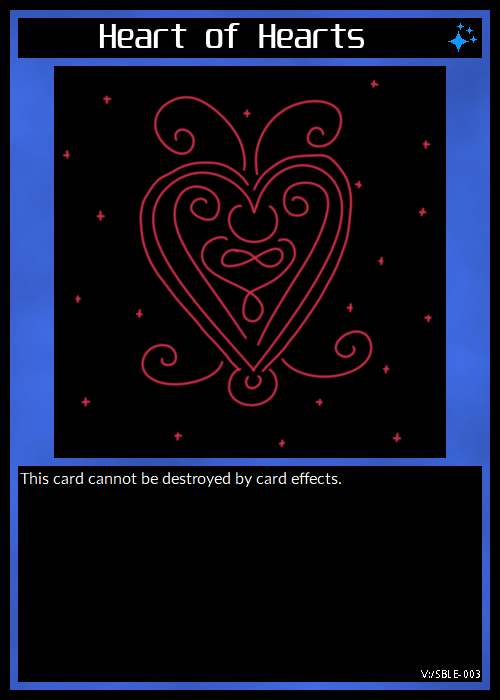 Heart of Hearts
This card cannot be destroyed by card effects.
V:/SBLE-003